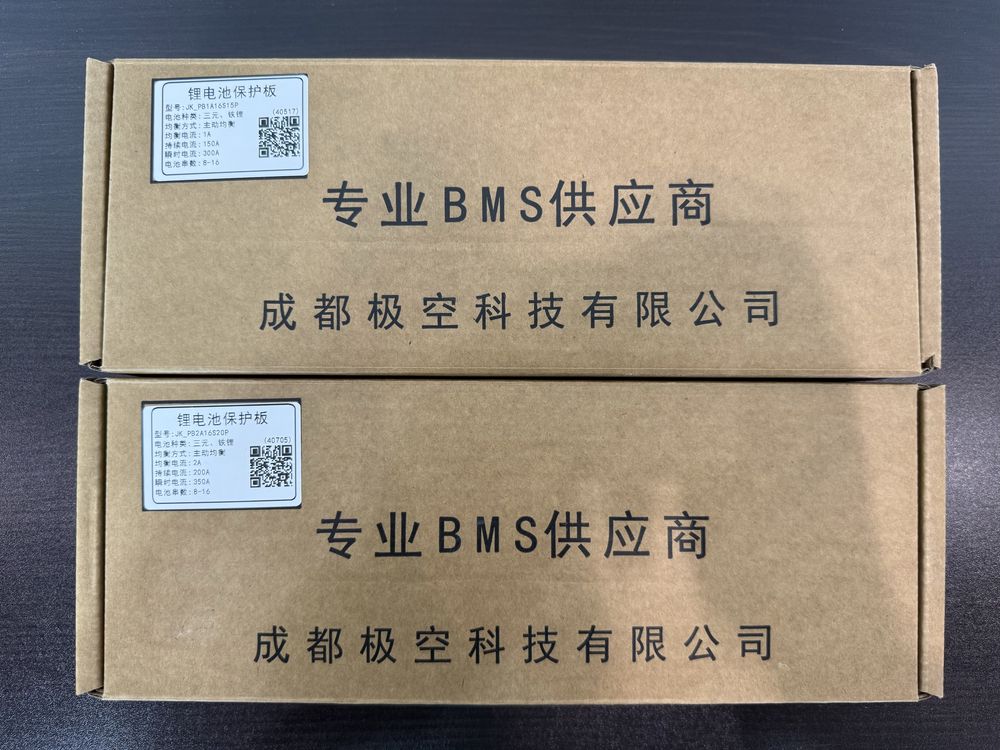 锂电池保护板
型号:JK_PB1A16S15P
(40517)
电池种类:三元、铁锂
均衡方式:主动均衡
均衡电流:1A
持续电流:150A
瞬时电流:300A
电池串数:8-16
专业BMS供应商
成都极空科技有限公司
锂电池保护板
型号:JK_PB2A16S20P
(40705)
电池种类:三元、铁锂
均衡方式:主动均衡
均衡电流:2A
持续电流:200A
瞬时电流:350A
电池串数:8-16
专业BMS供应商
成都极空科技有限公司